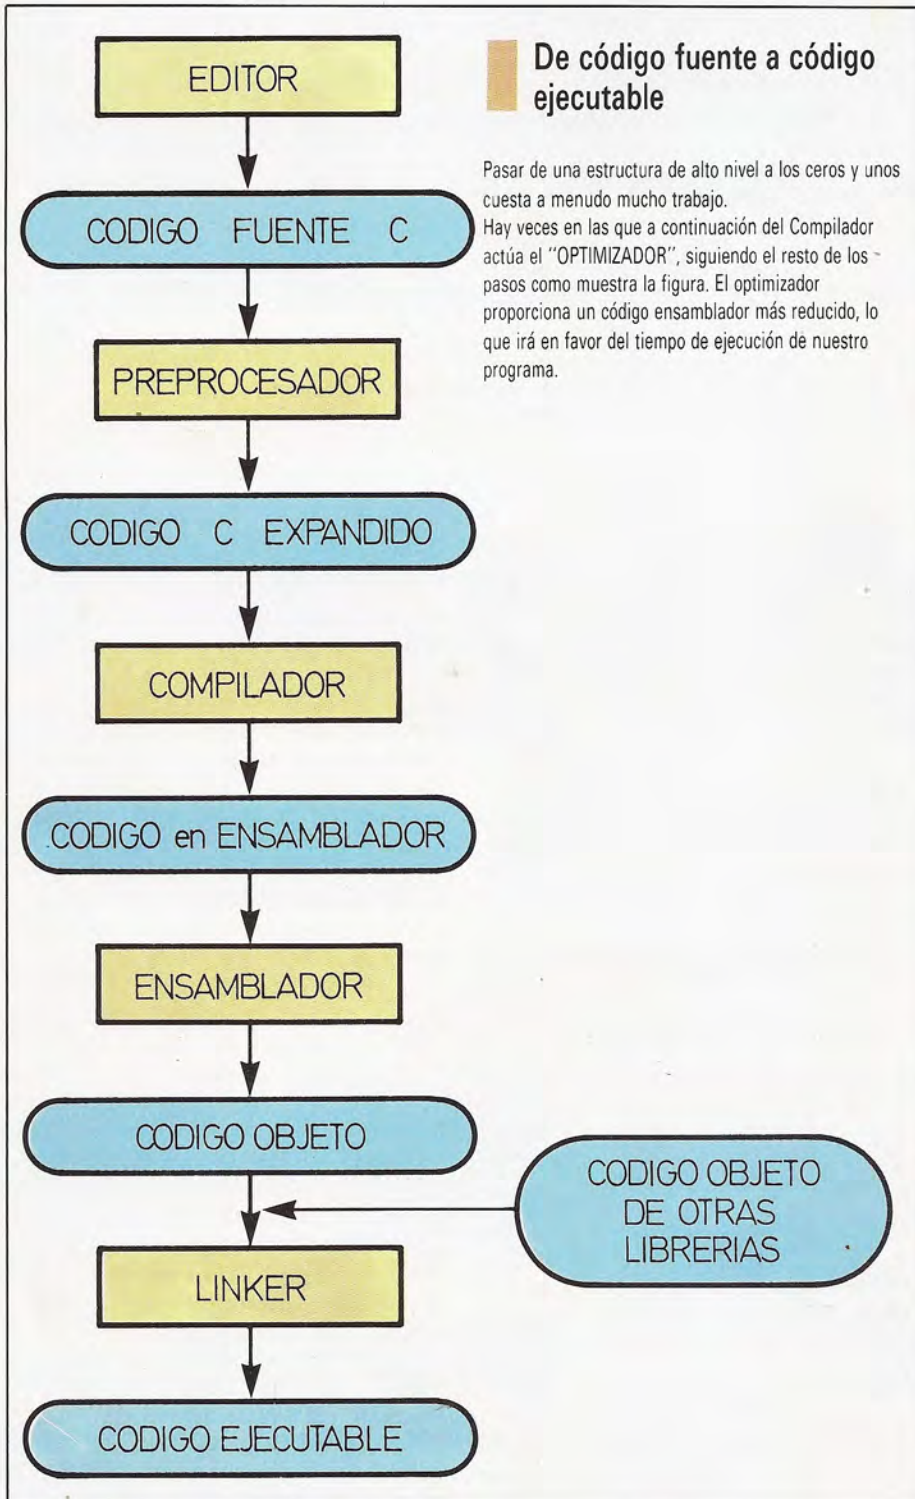 EDITOR
CODIGO FUENTE C
PREPROCESADOR
CODIGO C EXPANDIDO
COMPILADOR
CODIGO en ENSAMBLADOR
ENSAMBLADOR
CODIGO OBJETO
CODIGO OBJETO
DE OTRAS
LIBRERIAS
LINKER
CODIGO EJECUTABLE
De código fuente a código
ejecutable
Pasar de una estructura de alto nivel a los ceros y unos
cuesta a menudo mucho trabajo.
Hay veces en las que a continuación del Compilador
actúa el "OPTIMIZADOR", siguiendo el resto de los
pasos como muestra la figura. El optimizador
proporciona un código ensamblador más reducido, lo
que irá en favor del tiempo de ejecución de nuestro
programa.